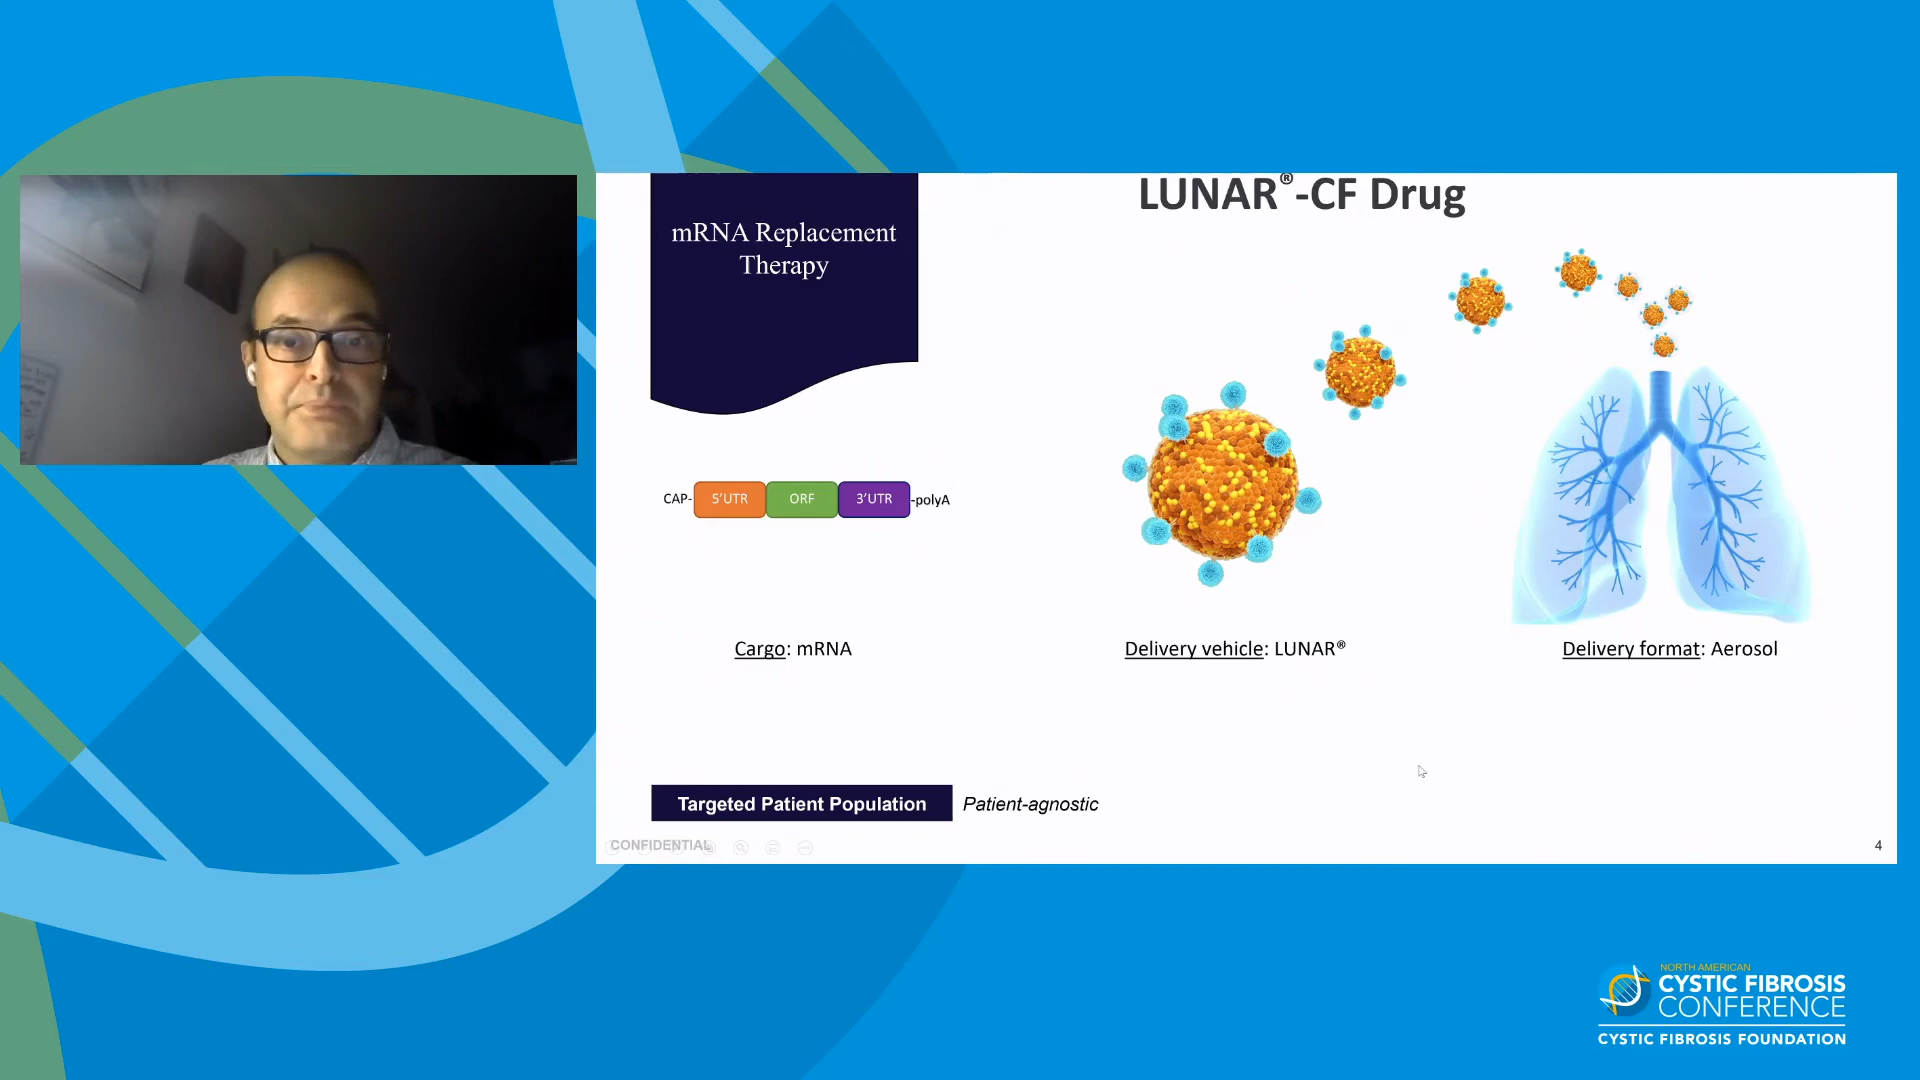 LUNAR®-CF Drug
mRNA Replacement
Therapy
CAP-
5’UTR
ORF
3’UTR
-polyA
Cargo: mRNA
Delivery vehicle: LUNAR®
Delivery format: Aerosol
Targeted Patient Population
Patient-agnostic
CONFIDENTIAL
4
NORTH AMERICAN
CYSTIC FIBROSIS
CONFERENCE
CYSTIC FIBROSIS FOUNDATION